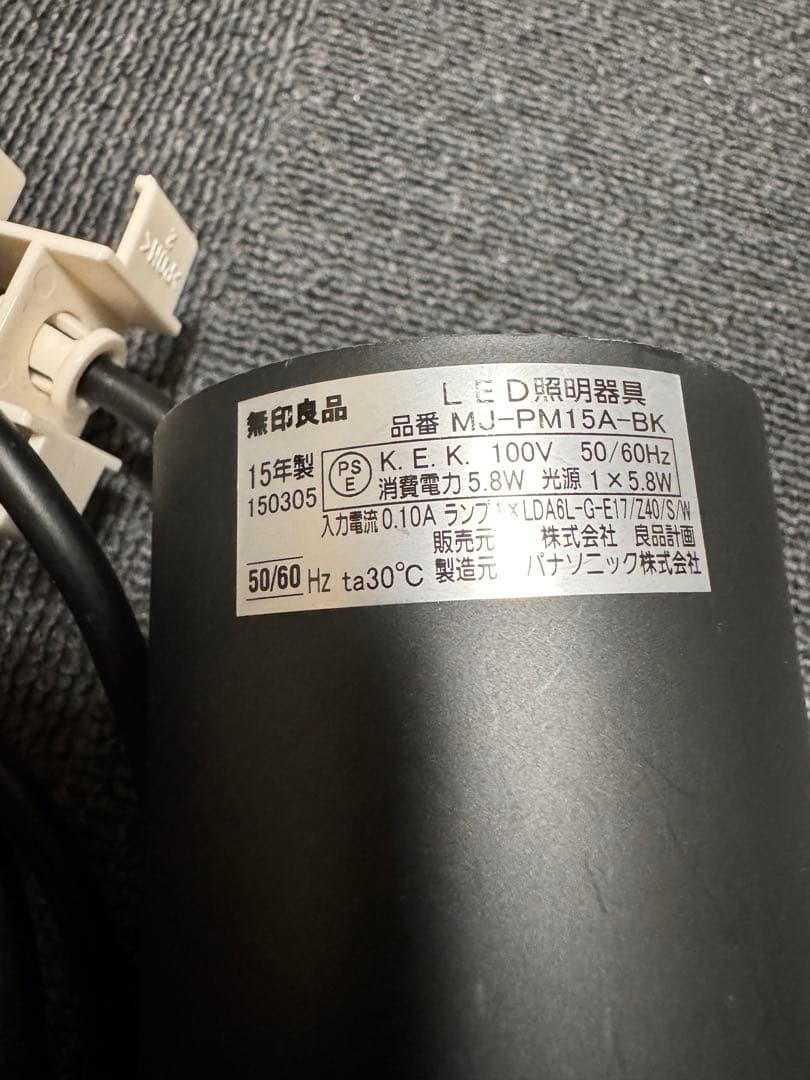 無印良品
LED照明器具
品番 MJ-PM15A-BK
15年製
150305
PS
E
K.E.K. 100V 50/60Hz
消費電力5.8W 光源1×5.8W
入力電流0.10A ランプ1×LDA6L-G-E17/Z40/S/W
販売元 株式会社 良品計画
50/60 Hz ta30℃ 製造元 パナソニック株式会社